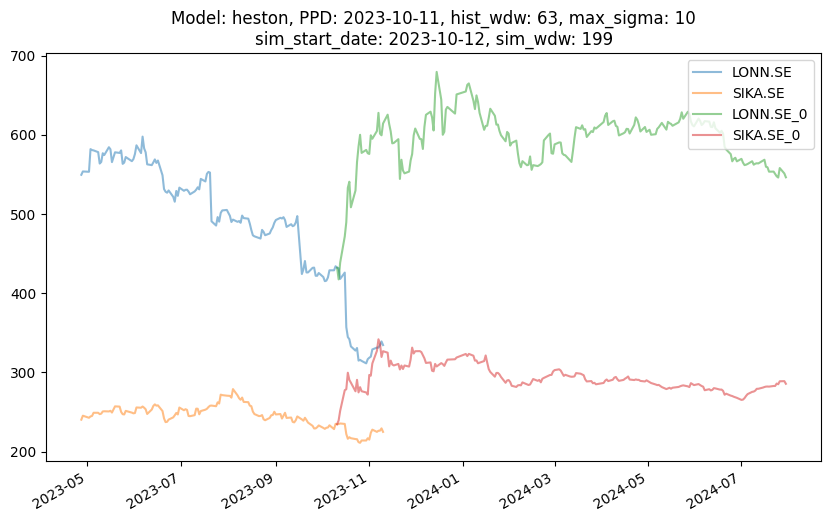 Model: heston, PPD: 2023-10-11, hist_wdw: 63, max_sigma: 10
sim_start_date: 2023-10-12, sim_wdw: 199
LONN.SE
SIKA.SE
LONN.SE_0
SIKA.SE_0
700
600
500
400
300
200
2023-05
2023-07
2023-09
2023-11
2024-01
2024-03
2024-05
2024-07